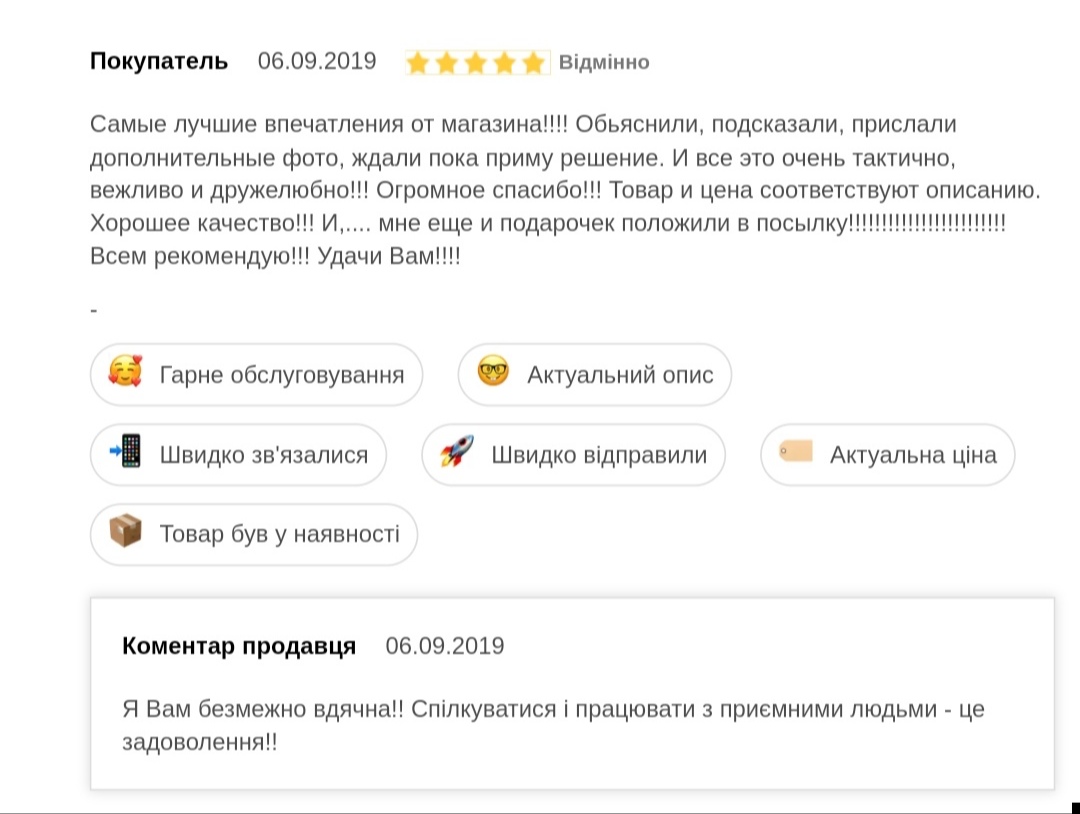 Покупатель 06.09.2019 Відмінно
Самые лучшие впечатления от магазина!!!! Обьяснили, подсказали, прислали
дополнительные фото, ждали пока приму решение. И все это очень тактично,
вежливо и дружелюбно!!! Огромное спасибо!!! Товар и цена соответствуют описанию.
Хорошее качество!!! И,.... мне еще и подарочек положили в посылку!!!!!!!!!!!!!!!!!!!!!!!!
Всем рекомендую!!! Удачи Вам!!!!
-
Гарне обслуговування Актуальний опис
Швидко зв'язалися Швидко відправили Актуальна ціна
Товар був у наявності
Коментар продавця 06.09.2019
Я Вам безмежно вдячна!! Спілкуватися і працювати з приємними людьми - це
задоволення!!